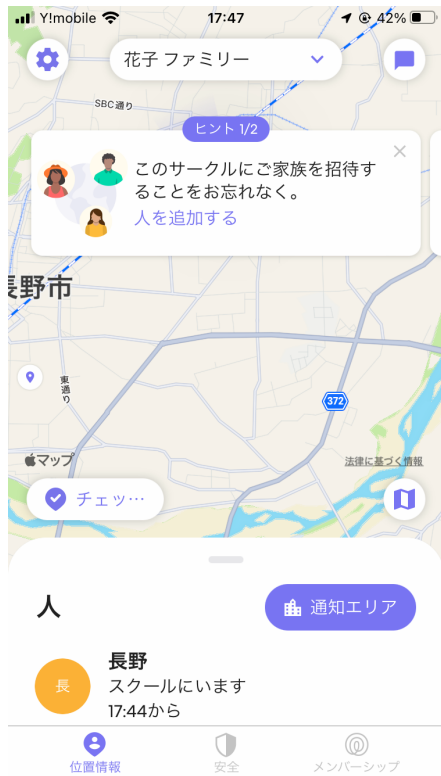 Y!mobile 17:47 42%
花子 ファミリー
SBC通り
ヒント 1/2
このサークルにご家族を招待す
ることをお忘れなく。
人を追加する
長野市
東通り
372
マップ
法律に基づく情報
チェッ…
人
通知エリア
長
長野
スクールにいます
17:44から
位置情報 安全 メンバーシップ